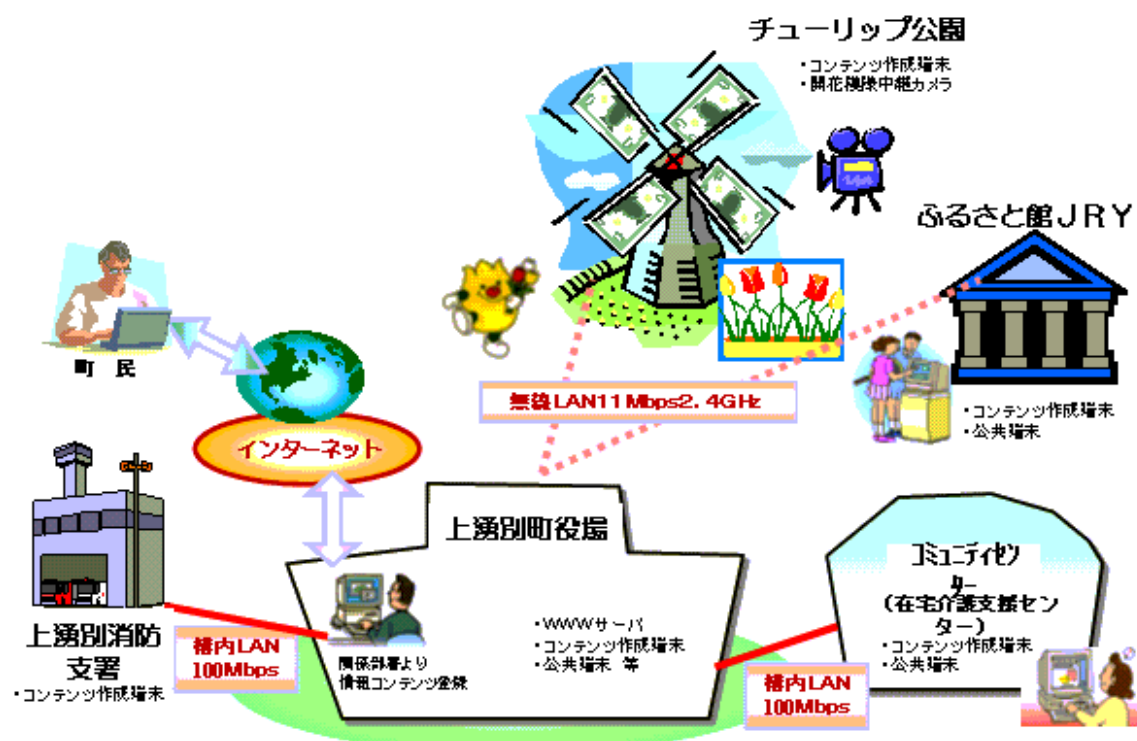 チューリップ公園
・コンテンツ作成端末
・開花模様中継カメラ
ふるさと館JRY
・コンテンツ作成端末
・公共端末
町 民
インターネット
無線LAN11Mbps2.4GHz
上湧別消防
支署
・コンテンツ作成端末
構内LAN
100Mbps
上湧別町役場
関係部署より
情報コンテンツ登録
・WWWサーバ
・コンテンツ作成端末
・公共端末 等
コミュニティセン
ター
（在宅介護支援セン
ター）
・コンテンツ作成端末
・公共端末
構内LAN
100Mbps